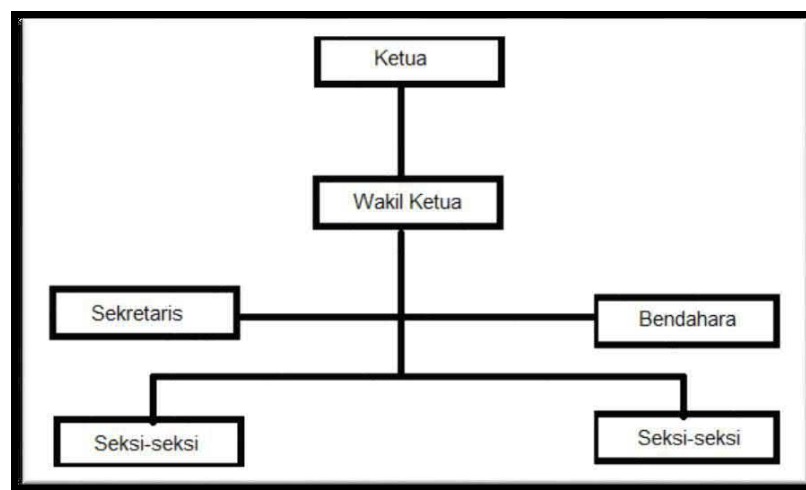 Ketua
Wakil Ketua
Sekretaris
Bendahara
Seksi-seksi
Seksi-seksi